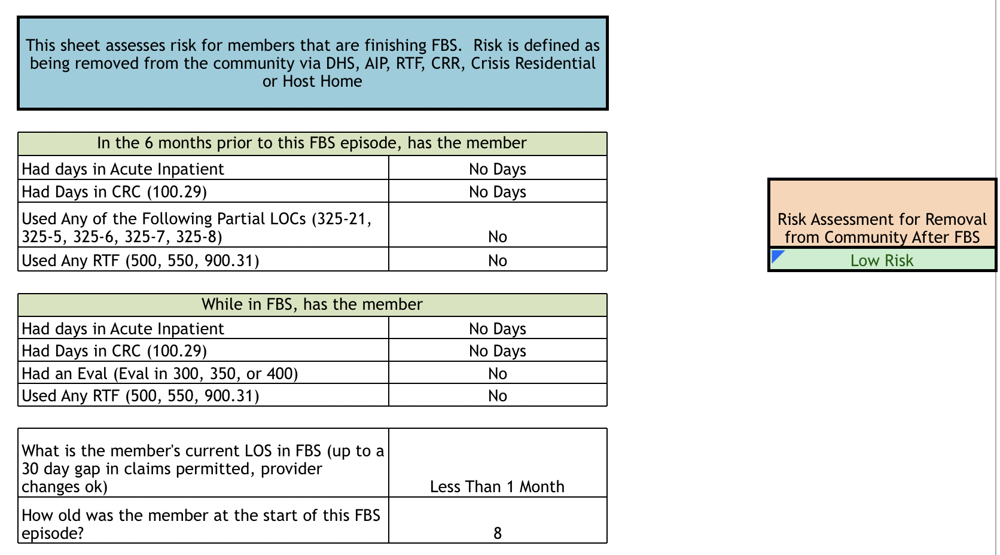 This sheet assesses risk for members that are finishing FBS.  Risk is defined as
being removed from the community via DHS, AIP, RTF, CRR, Crisis Residential
or Host Home
In the 6 months prior to this FBS episode, has the member
Had days in Acute Inpatient No Days
Had Days in CRC (100.29) No Days
Used Any of the Following Partial LOCs (325-21,
325-5, 325-6, 325-7, 325-8) No
Used Any RTF (500, 550, 900.31) No
Risk Assessment for Removal
from Community After FBS
Low Risk
While in FBS, has the member
Had days in Acute Inpatient No Days
Had Days in CRC (100.29) No Days
Had an Eval (Eval in 300, 350, or 400) No
Used Any RTF (500, 550, 900.31) No
What is the member's current LOS in FBS (up to a
30 day gap in claims permitted, provider
changes ok) Less Than 1 Month
How old was the member at the start of this FBS
episode? 8